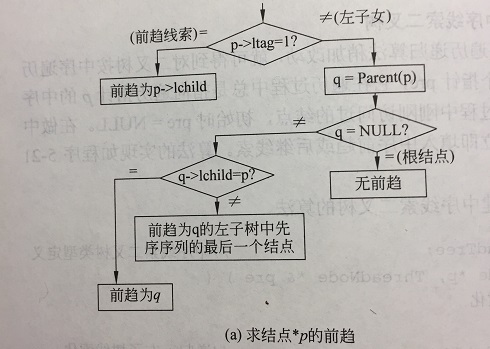 (前趋线索)=
≠(左子女)
p->ltag=1?
前趋为p->lchild
q = Parent(p)
≠
q = NULL?
=(根结点)
无前趋
=
q->lchild=p?
≠
前趋为q的左子树中先
序序列的最后一个结点
前趋为q
(a) 求结点*p的前趋